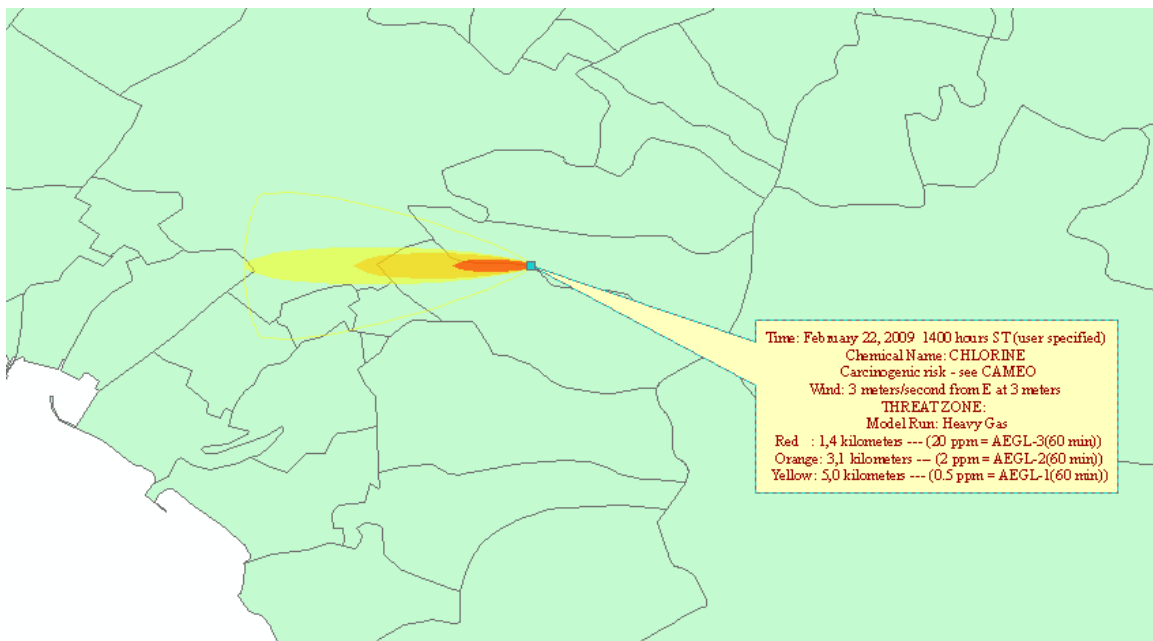 Time: February 22, 2009 1400 hours ST (user specified)
Chemical Name: CHLORINE
Carcinogenic risk - see CAMEO
Wind: 3 meters/second from E at 3 meters
THREAT ZONE:
Model Run: Heavy Gas
Red : 1,4 kilometers --- (20 ppm = AEGL-3(60 min))
Orange: 3,1 kilometers --- (2 ppm = AEGL-2(60 min))
Yellow: 5,0 kilometers --- (0.5 ppm = AEGL-1(60 min))